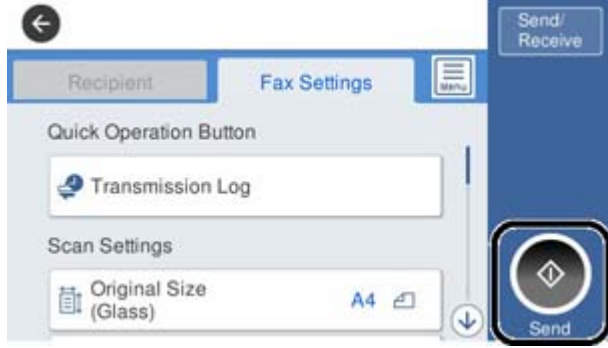 Send/
Receive
Recipient
Fax Settings
Menu
Quick Operation Button
Transmission Log
Scan Settings
Original Size
(Glass)
A4
Send